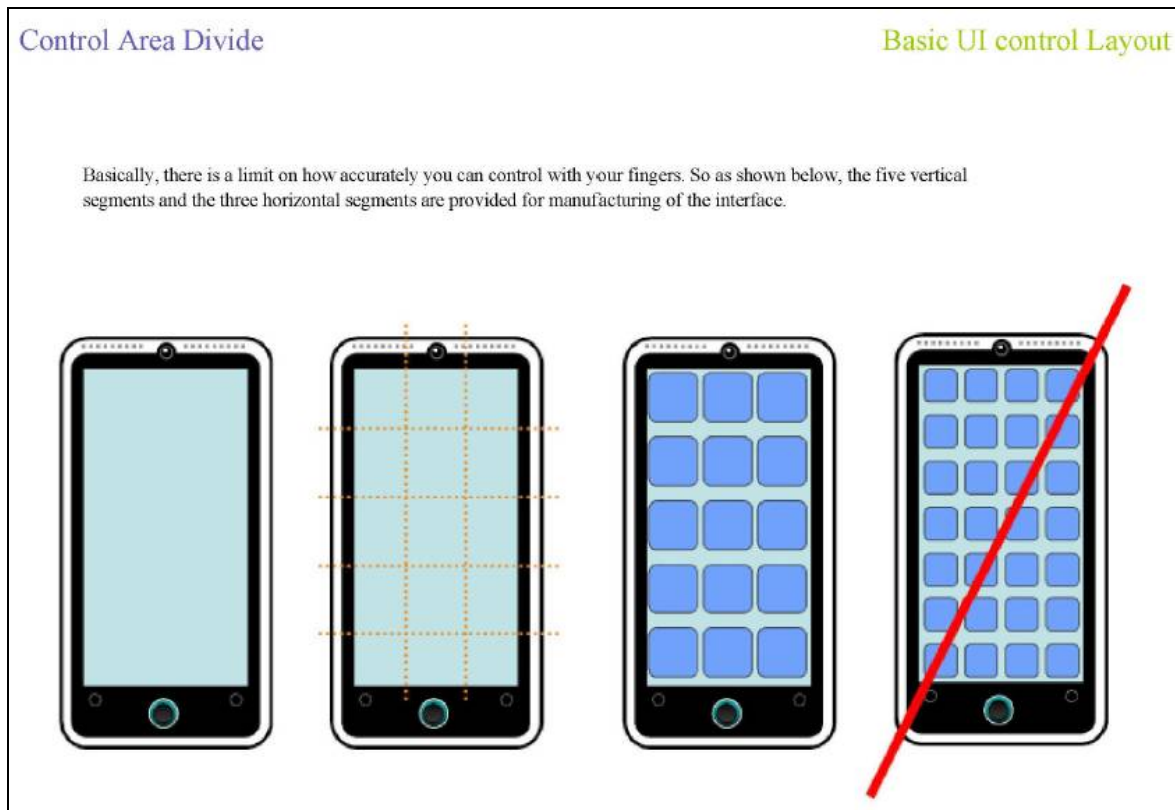 Control Area Divide
Basic UI control Layout
Basically, there is a limit on how accurately you can control with your fingers. So as shown below, the five vertical
segments and the three horizontal segments are provided for manufacturing of the interface.